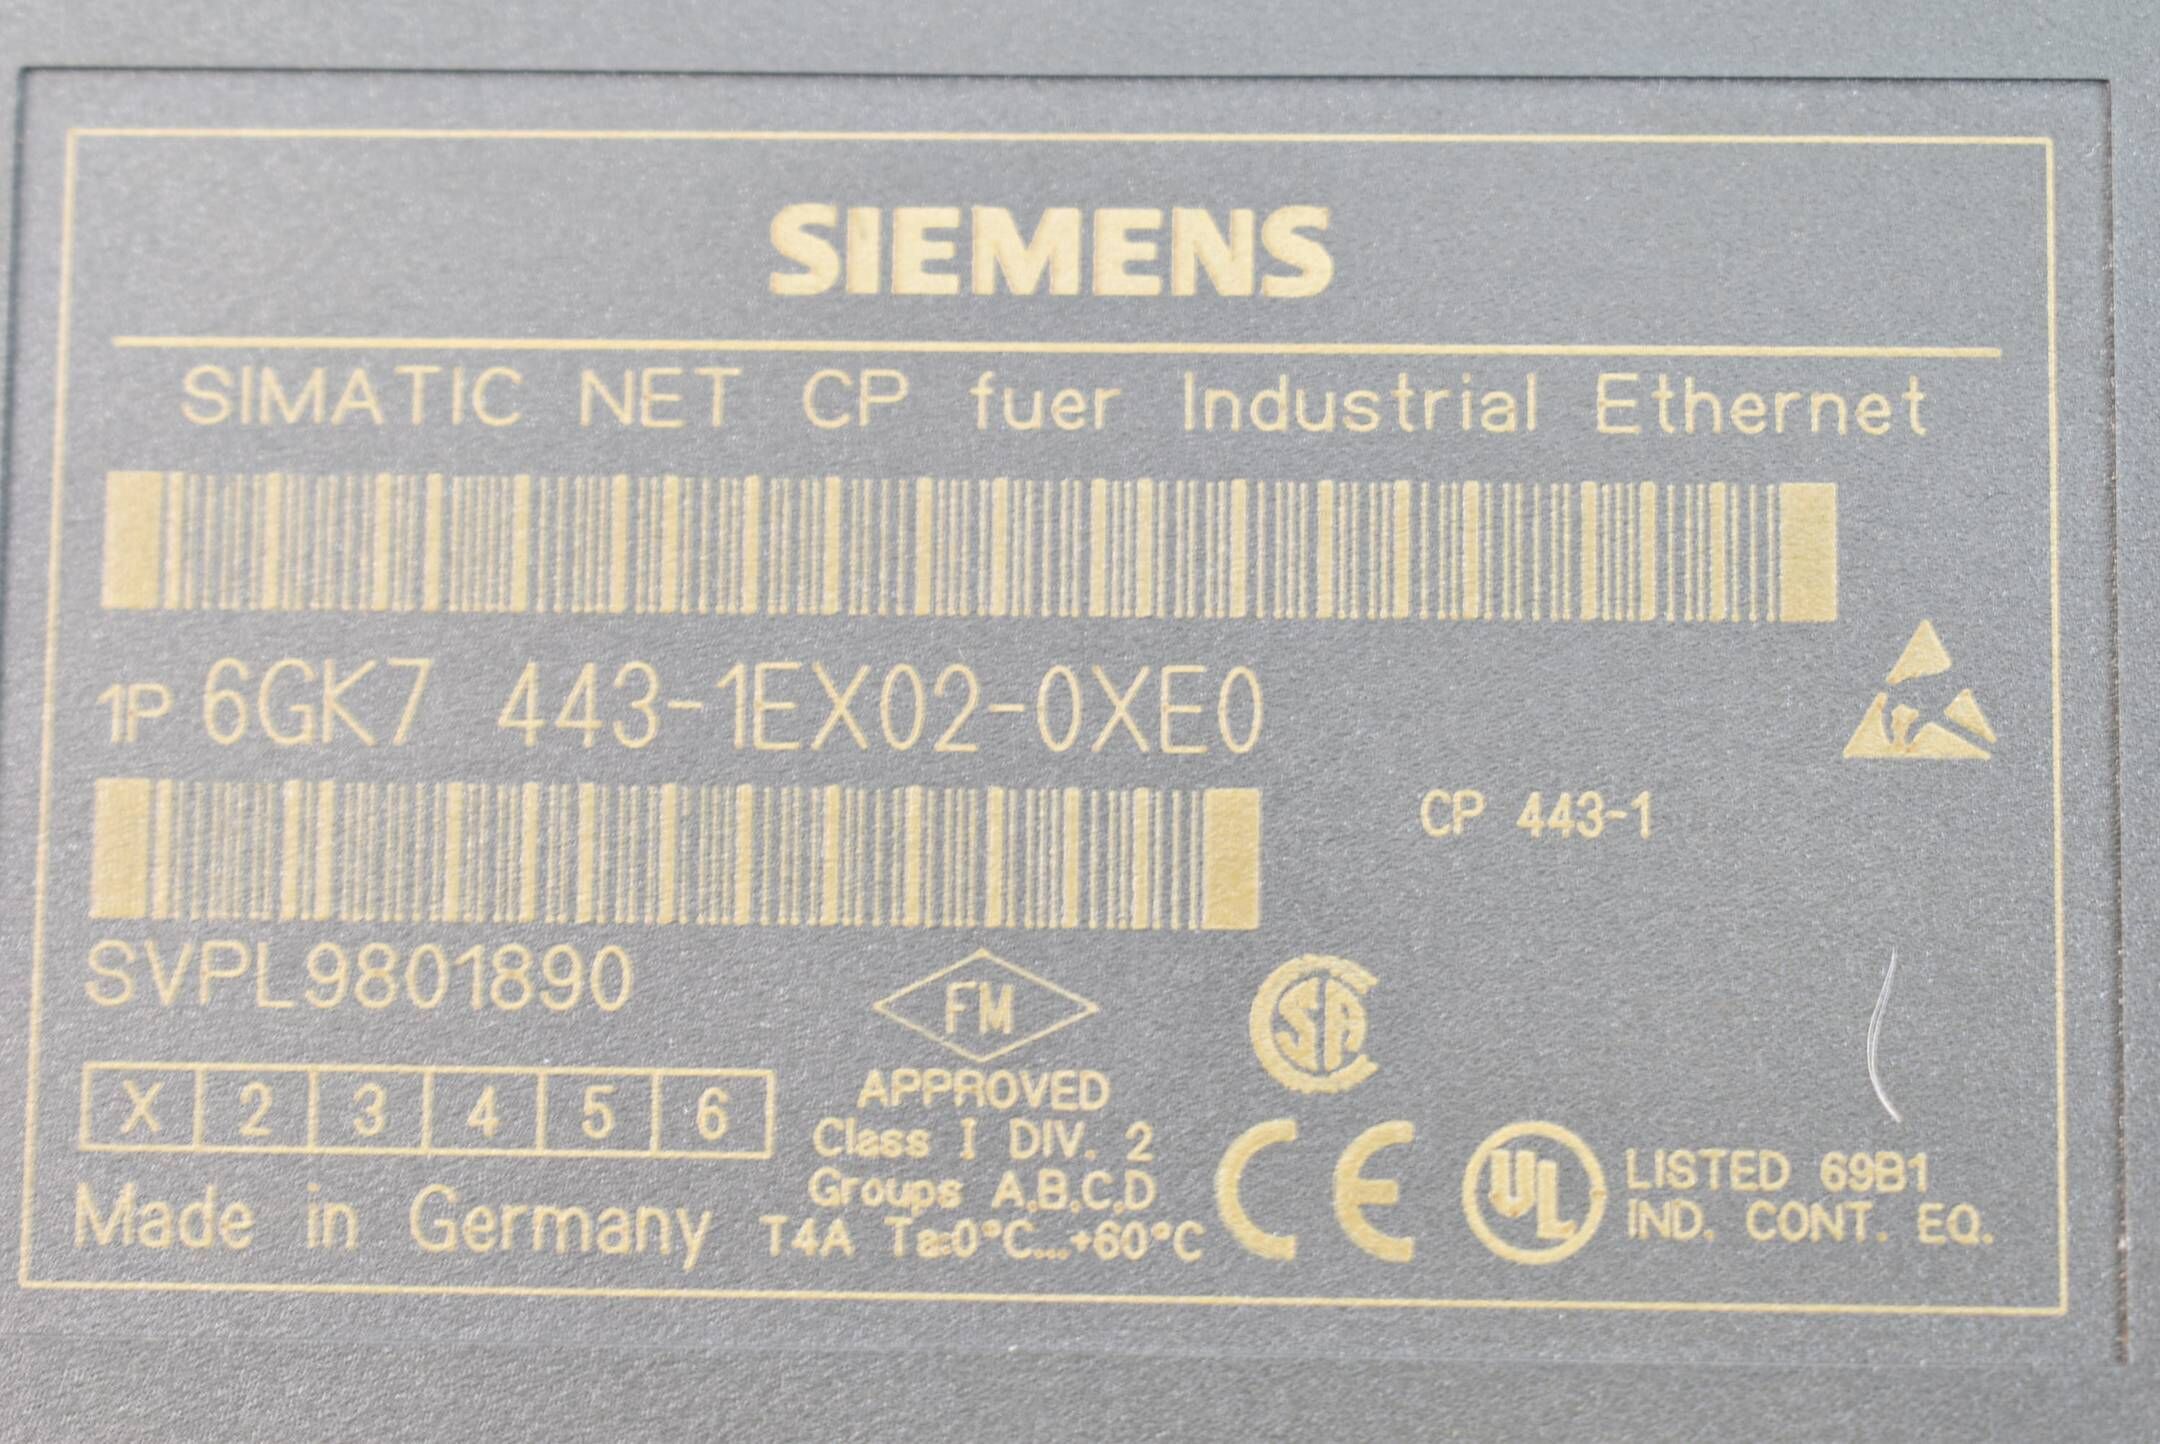 SIEMENS
SIMATIC NET CP fuer Industrial Ethernet
1P 6GK7 443-1EX02-0XE0
CP 443-1
SVPL9801890
FM
APPROVED
Class I DIV. 2
Groups A,B,C,D
T4A Ta=0°C...+60°C
SA
X 2 3 4 5 6
Made in Germany
CE
UL
LISTED 69B1
IND. CONT. EQ.